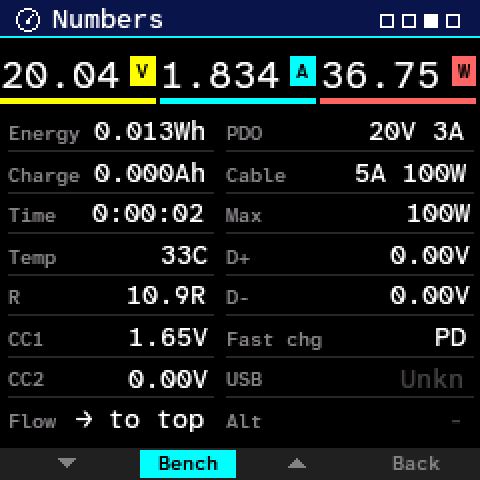 Numbers
20.04 V 1.834 A 36.75 W
Energy 0.013Wh PDO 20V 3A
Charge 0.000Ah Cable 5A 100W
Time 0:00:02 Max 100W
Temp 33C D+ 0.00V
R 10.9R D- 0.00V
CC1 1.65V Fast chg PD
CC2 0.00V USB Unkn
Flow → to top Alt -
Bench Back